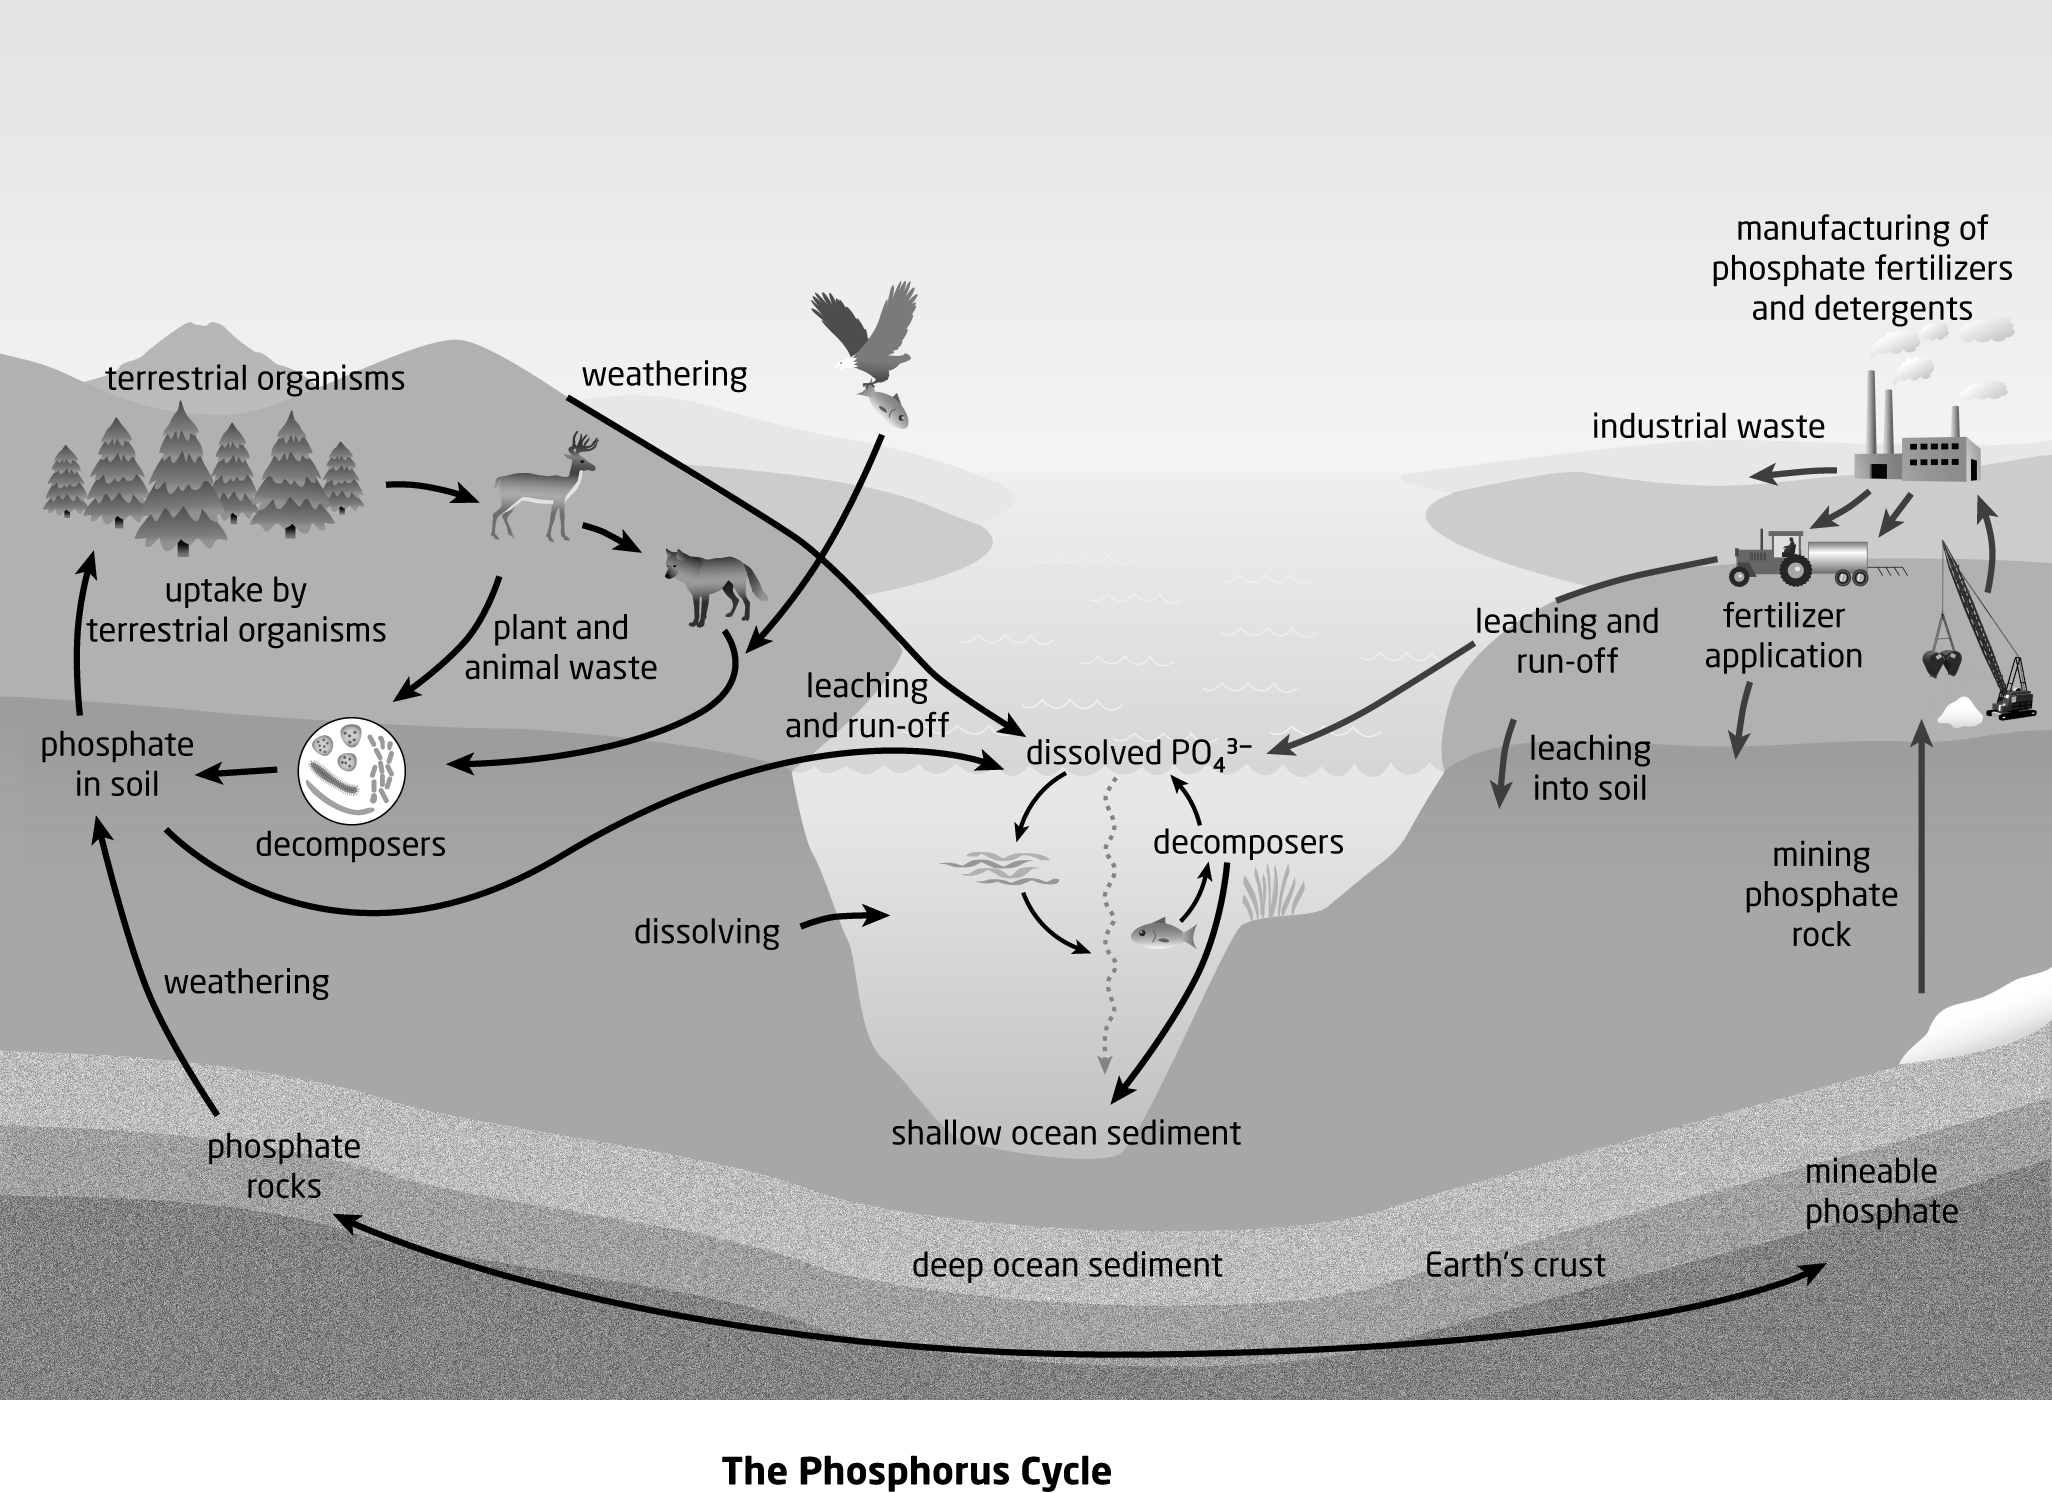 manufacturing of
phosphate fertilizers
and detergents
weathering
terrestrial organisms
industrial waste
uptake by
terrestrial organisms
plant and
animal waste
leaching and
run-off
fertilizer
application
leaching
and run-off
phosphate
in soil
dissolved PO₄³⁻
leaching
into soil
decomposers
decomposers
mining
phosphate
rock
dissolving
weathering
shallow ocean sediment
phosphate
rocks
mineable
phosphate
deep ocean sediment
Earth's crust
The Phosphorus Cycle